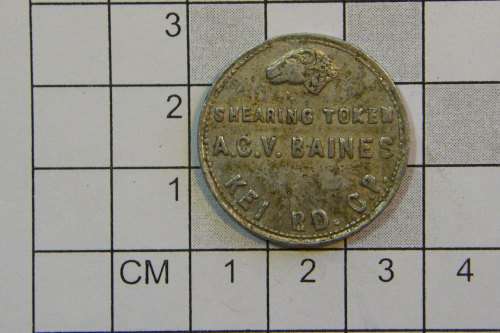 3
SHEARING TOKEN
2
A.C.V. BAINES
1
KEI RD. C.P.
CM 1 2 3 4